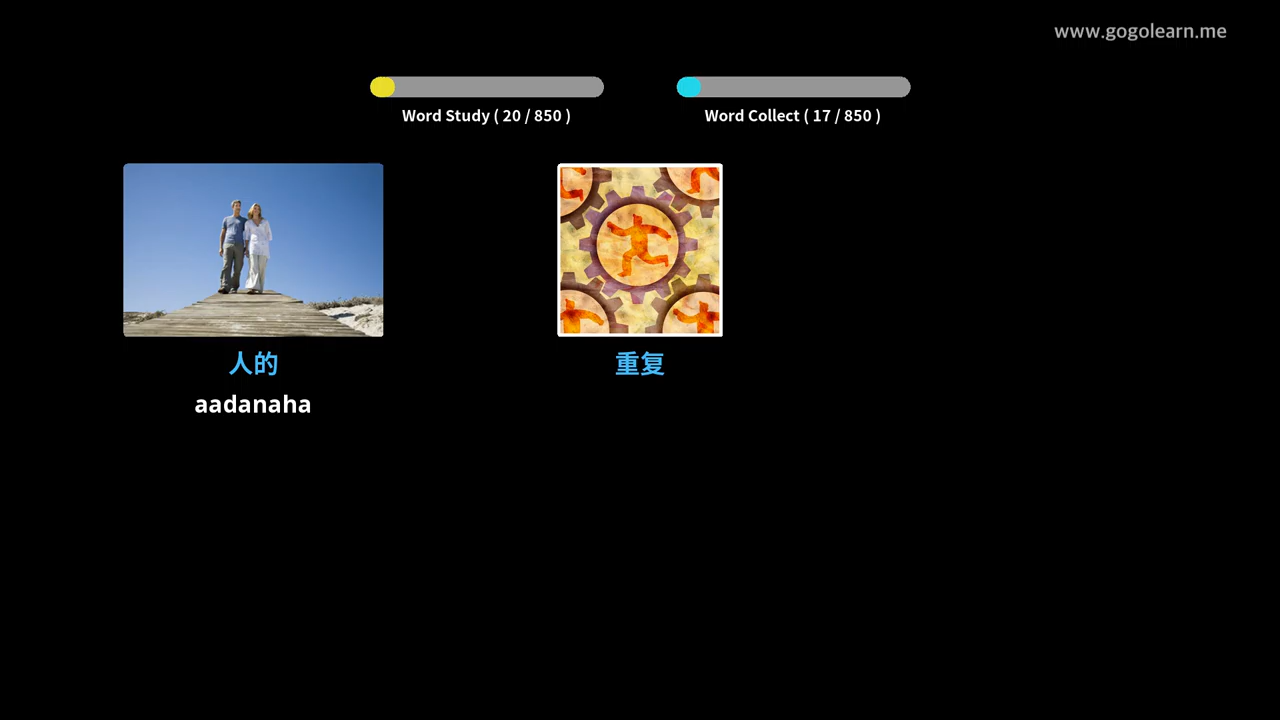 www.gogolearn.me
Word Study ( 20 / 850 )
Word Collect ( 17 / 850 )
人的
重复
aadanaha